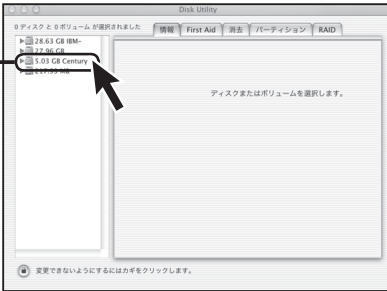 Disk Utility
0 ディスク と 0 ボリューム が選択されました
情報 First Aid 消去 パーティション RAID
28.63 GB IBM-
27.96 GB
5.03 GB Century
217.93 MB
ディスクまたはボリュームを選択します。
変更できないようにするにはカギをクリックします。